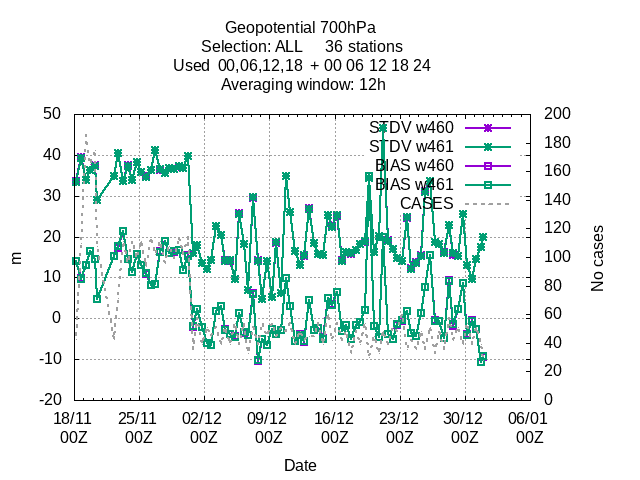 Geopotential 700hPa
Selection: ALL     36 stations
Used  00,06,12,18  + 00 06 12 18 24
Averaging window: 12h
50 200
40 180
30 160
20 140
10 120
0 100
-10 80
-20 60
40
20
0
STDV w460
STDV w461
BIAS w460
BIAS w461
CASES
m
No cases
18/11 25/11 02/12 09/12 16/12 23/12 30/12 06/01
00Z 00Z 00Z 00Z 00Z 00Z 00Z 00Z
Date